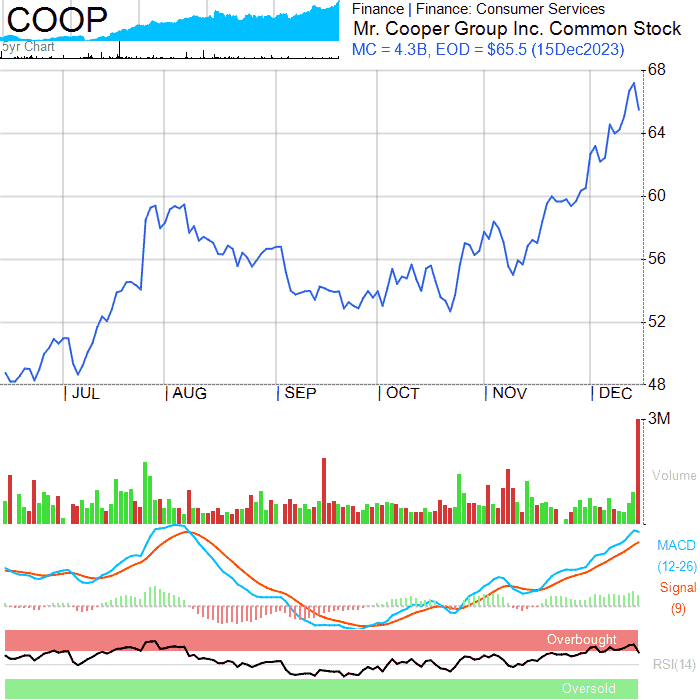 COOP
5yr Chart
Finance | Finance: Consumer Services
Mr. Cooper Group Inc. Common Stock
MC = 4.3B, EOD = $65.5 (15Dec2023)
68
64
60
56
52
48
| JUL | AUG | SEP | OCT | NOV | DEC
3M
Volume
MACD
(12-26)
Signal
(9)
Overbought
RSI(14)
Oversold